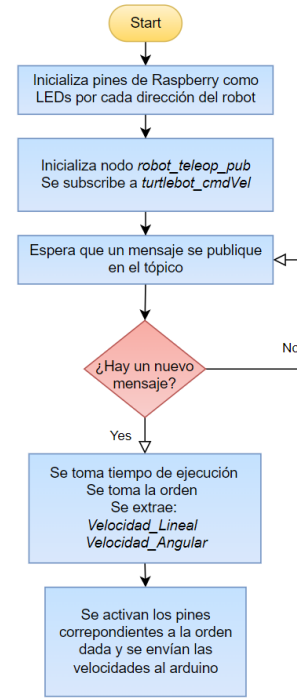 Start
Inicializa pines de Raspberry como
LEDs por cada dirección del robot
Inicializa nodo robot_teleop_pub
Se subscribe a turtlebot_cmdVel
Espera que un mensaje se publique
en el tópico
¿Hay un nuevo
mensaje?
No
Yes
Se toma tiempo de ejecución
Se toma la orden
Se extrae:
Velocidad_Lineal
Velocidad_Angular
Se activan los pines
correpondientes a la orden
dada y se envían las
velocidades al arduino